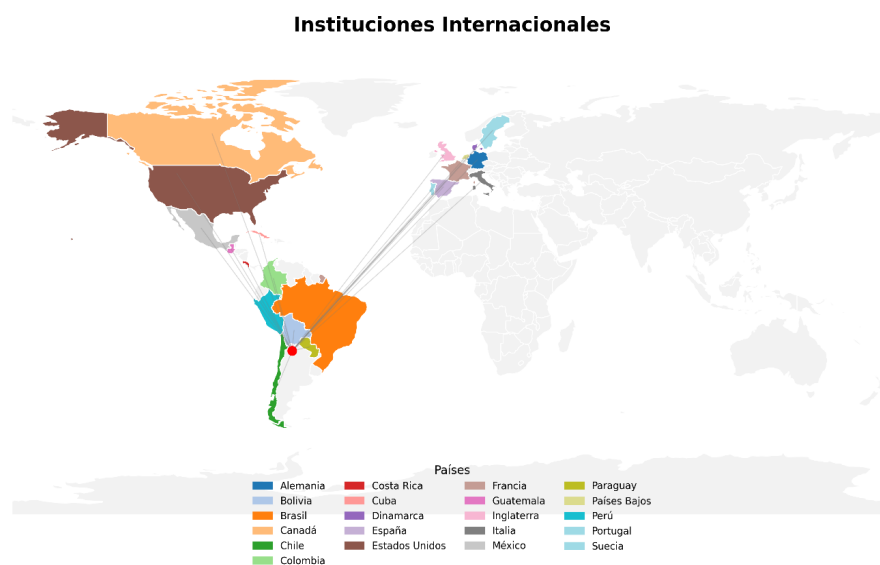 Instituciones Internacionales
Países
Alemania
Bolivia
Brasil
Canadá
Chile
Colombia
Costa Rica
Cuba
Dinamarca
España
Estados Unidos
Francia
Guatemala
Inglaterra
Italia
México
Paraguay
Países Bajos
Perú
Portugal
Suecia